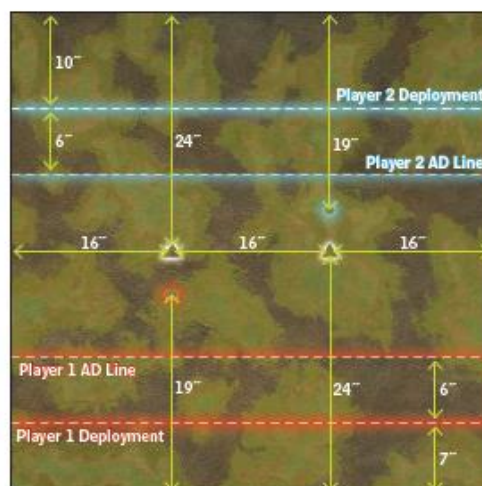 10"
Player 2 Deployment
6"
24"
19"
Player 2 AD Line
16"
16"
16"
Player 1 AD Line
19"
24"
6"
Player 1 Deployment
7"